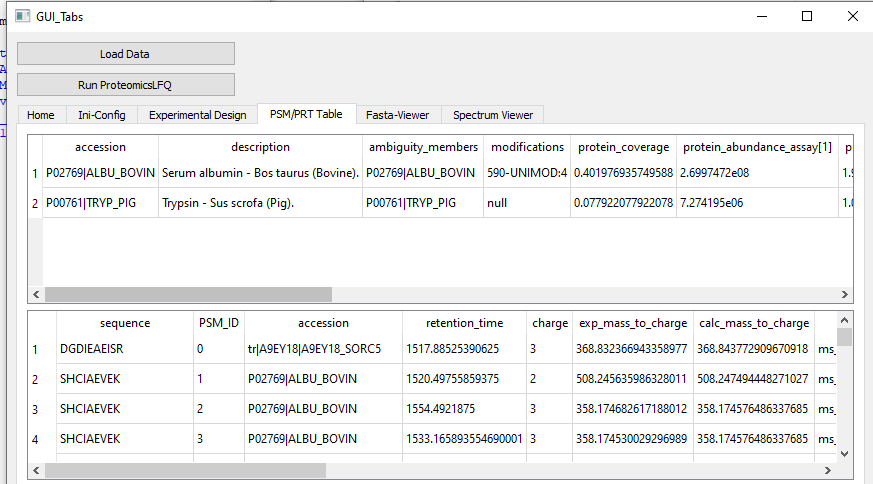 GUI_Tabs
Load Data
Run ProteomicsLFQ
Home Ini-Config Experimental Design PSM/PRT Table Fasta-Viewer Spectrum Viewer
accession description ambiguity_members modifications protein_coverage protein_abundance_assay[1]
1 P02769|ALBU_BOVIN Serum albumin - Bos taurus (Bovine). P02769|ALBU_BOVIN 590-UNIMOD:4 0.401976935749588 2.6997472e08
2 P00761|TRYP_PIG Trypsin - Sus scrofa (Pig). P00761|TRYP_PIG null 0.077922077922078 7.274195e06
sequence PSM_ID accession retention_time charge exp_mass_to_charge calc_mass_to_charge
1 DGDIEAEISR 0 tr|A9EY18|A9EY18_SORC5 1517.88525390625 3 368.832366943358977 368.843772909670918 ms_
2 SHCIAEVEK 1 P02769|ALBU_BOVIN 1520.49755859375 2 508.245635986328011 508.247494448271027 ms_
3 SHCIAEVEK 2 P02769|ALBU_BOVIN 1554.4921875 3 358.174682617188012 358.174576486337685 ms_
4 SHCIAEVEK 3 P02769|ALBU_BOVIN 1533.165893554690001 3 358.174530029296989 358.174576486337685 ms_